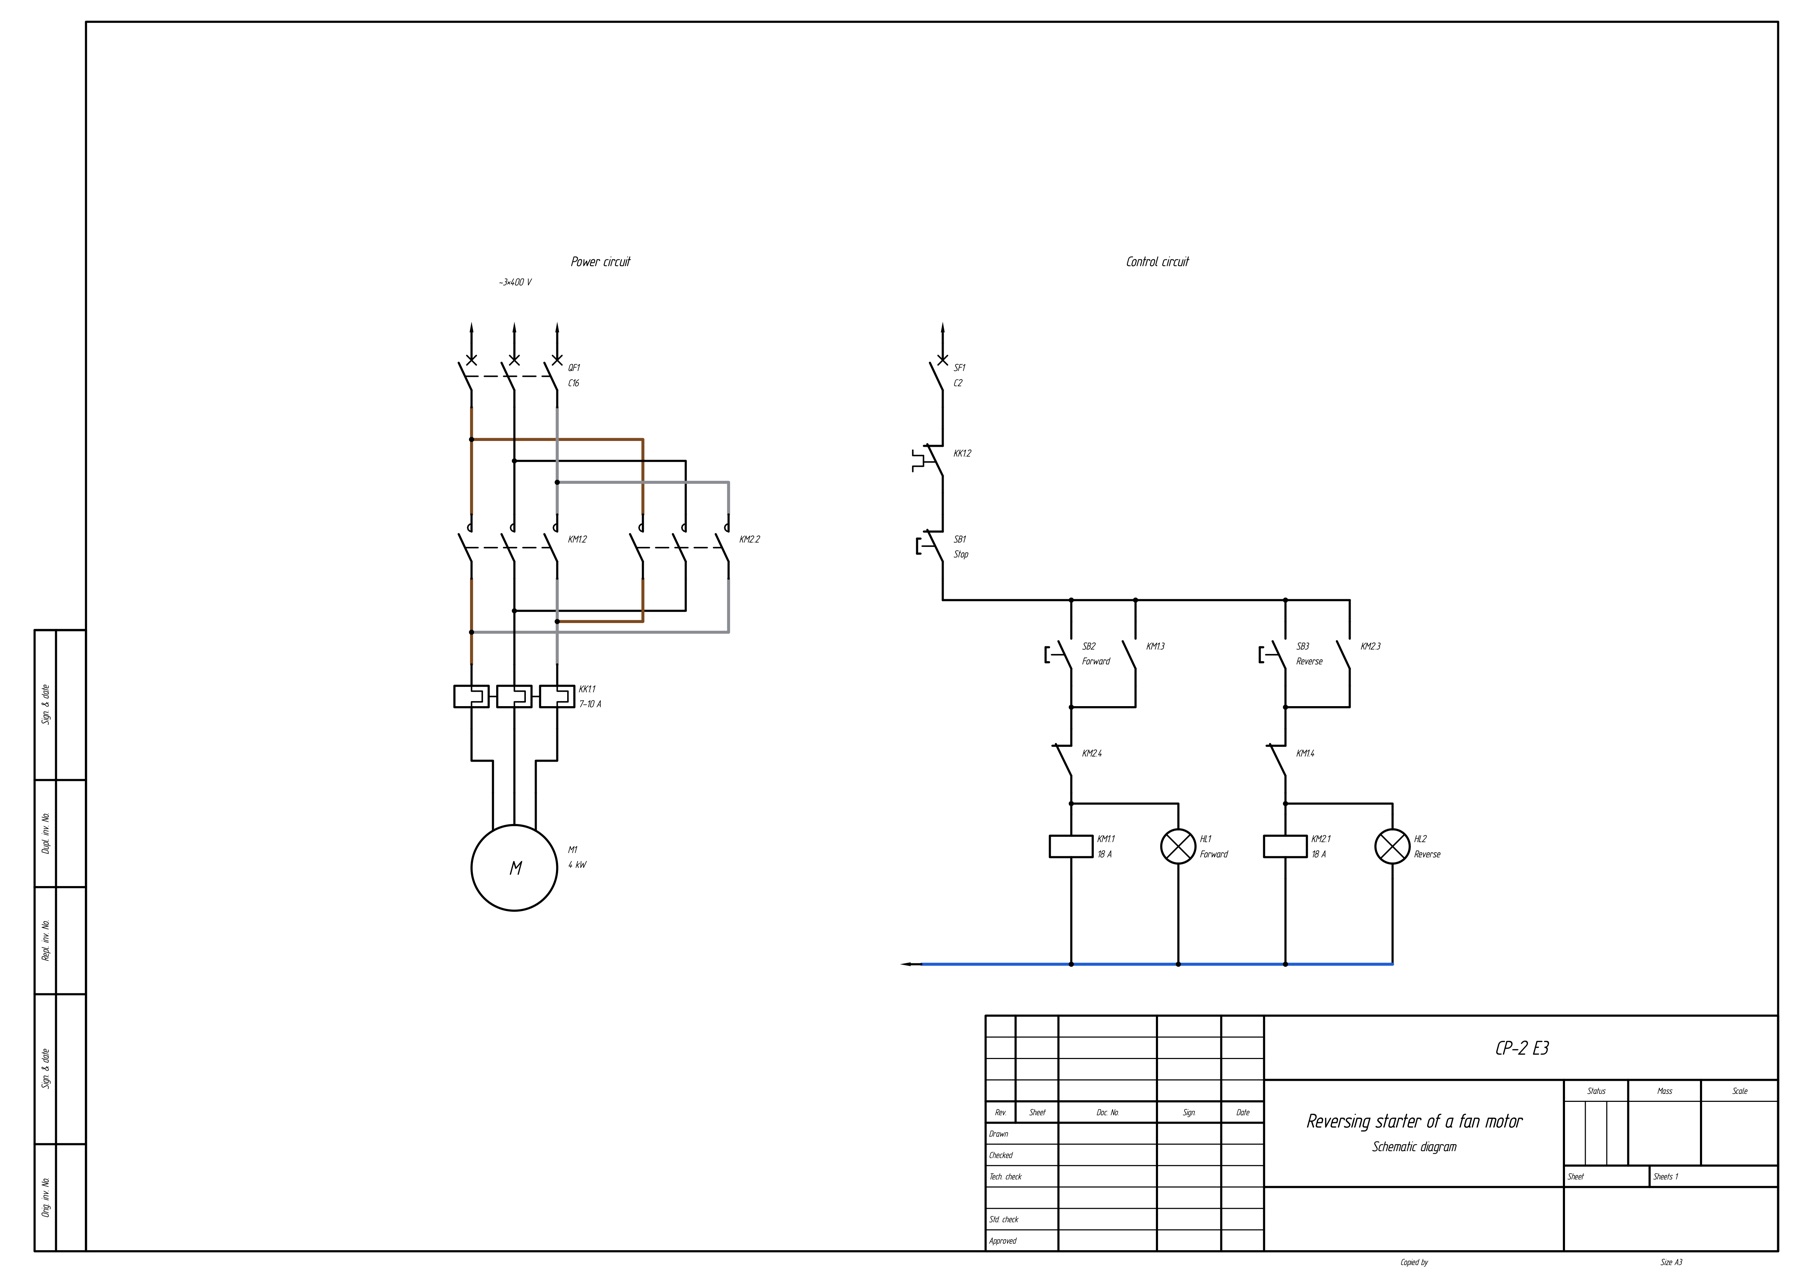 Power circuit
Control circuit
~3x400 V
QF1
C16
SF1
C2
KK1.2
KM1.2
KM2.2
SB1
Stop
SB2
Forward
KM1.3
SB3
Reverse
KM2.3
KK1.1
7-10 A
KM2.4
KM1.4
M
M1
4 kW
KM1.1
18 A
HL1
Forward
KM2.1
18 A
HL2
Reverse
Sign. & date
Dupl. inv. No.
Repl. inv. No.
Sign. & date
Orig. inv. No.
CP-2 E3
Rev.
Sheet
Doc. No.
Sign.
Date
Reversing starter of a fan motor
Schematic diagram
Status
Mass
Scale
Drawn
Checked
Tech. check
Sheet
Sheets 1
Std. check
Approved
Copied by
Size A3